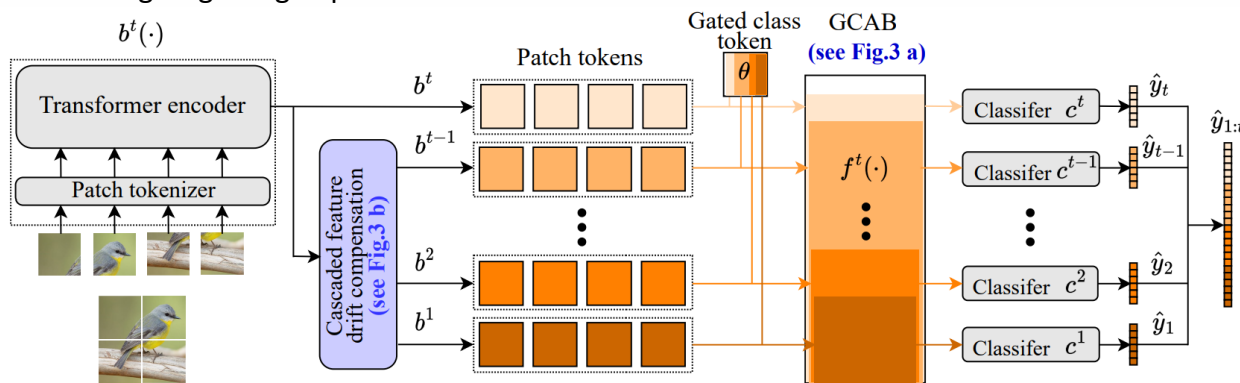 b^t(·)
Transformer encoder
Patch tokenizer
Cascaded feature
drift compensation
(see Fig.3 b)
b^t
b^{t-1}
b^2
b^1
Patch tokens
Gated class
token
θ
GCAB
(see Fig.3 a)
f^t(·)
Classifer c^t
Classifer c^{t-1}
Classifer c^2
Classifer c^1
ŷ_t
ŷ_{t-1}
ŷ_2
ŷ_1